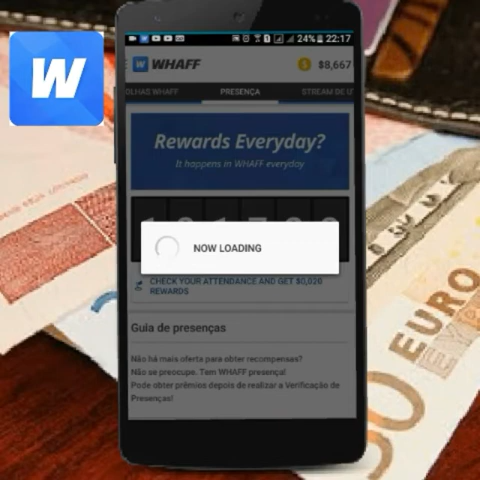 24% 22:17
W
W WHAFF $8,667
OLHAS WHAFF PRESENÇA STREAM DE U
Rewards Everyday?
It happens in WHAFF everyday
NOW LOADING
CHECK YOUR ATTENDANCE AND GET $0,020
REWARDS
Guia de presenças
Não há mais oferta para obter recompensas?
Não se preocupe. Tem WHAFF presença!
Pode obter prêmios depois de realizar a Verificação de
Presenças!
EURO
50